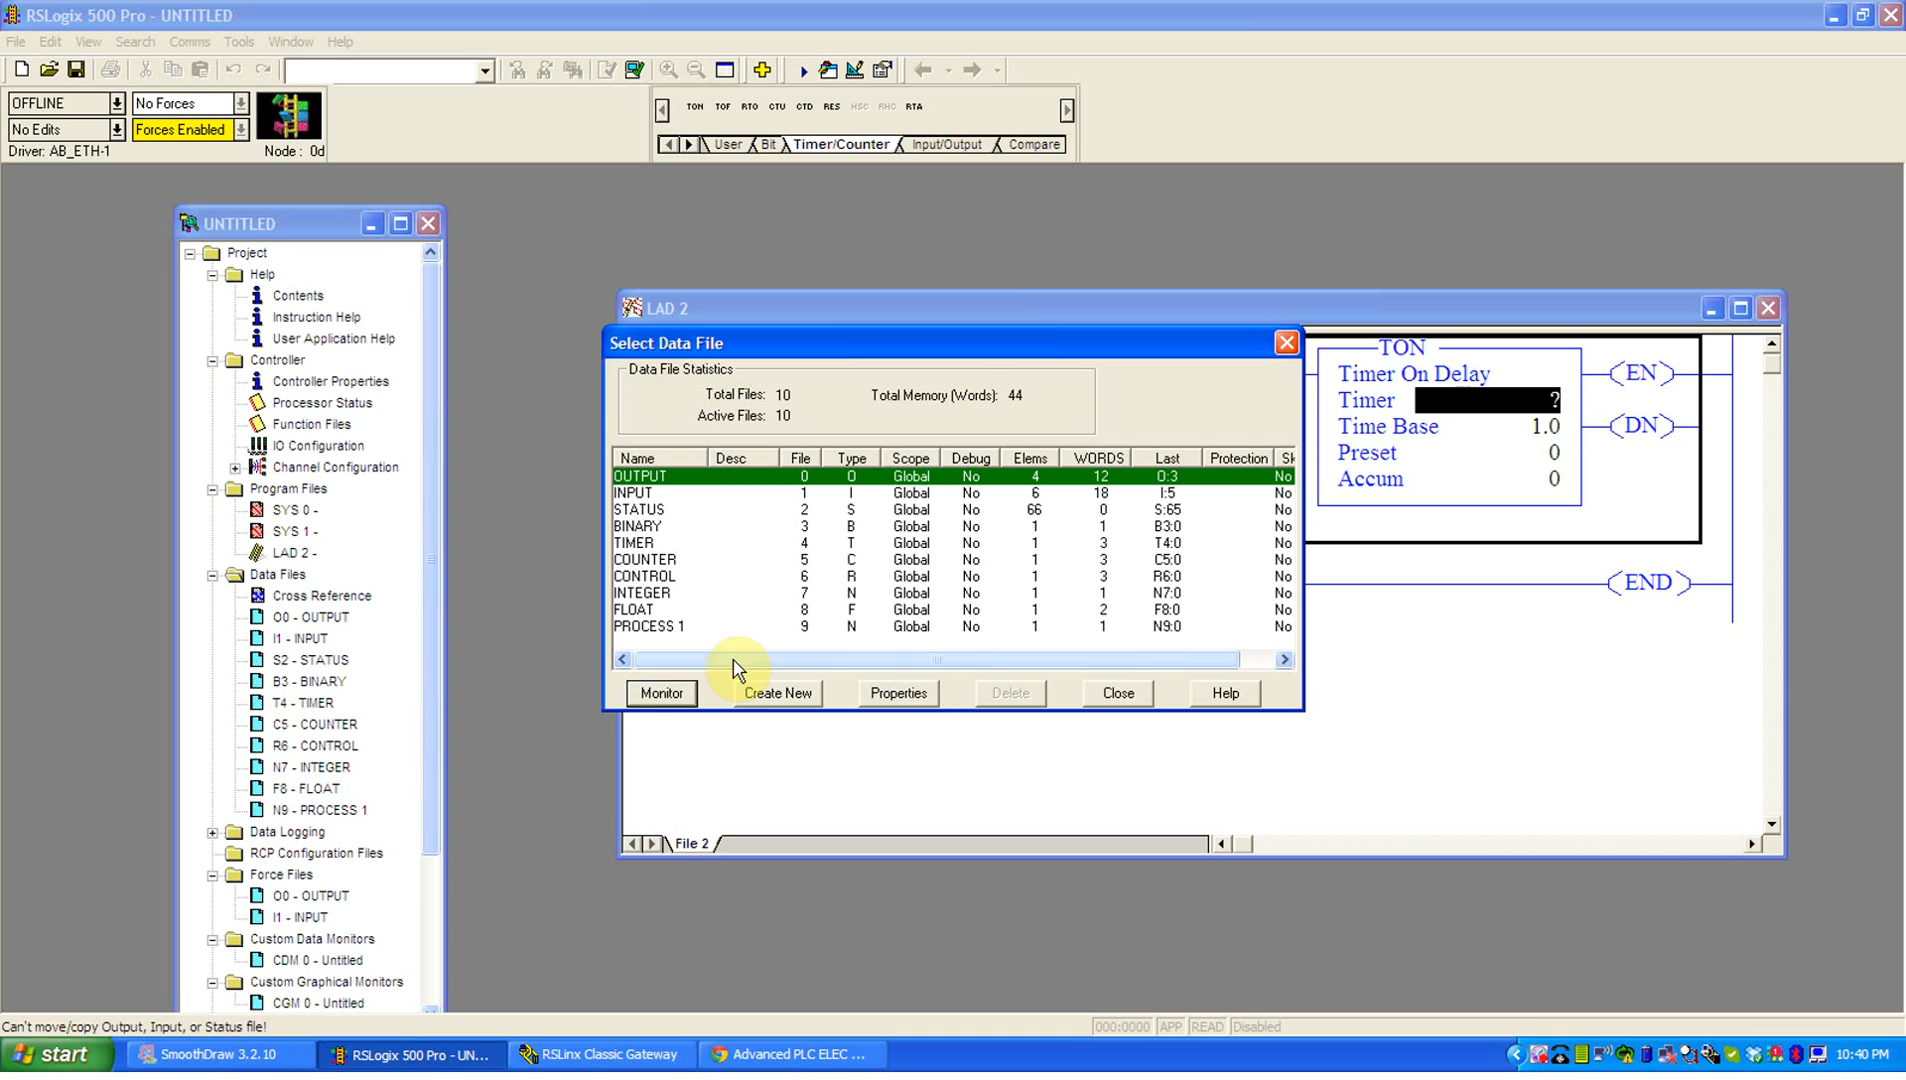 RSLogix 500 Pro - UNTITLED
File Edit View Search Comms Tools Window Help
OFFLINE No Forces
No Edits Forces Enabled
Driver: AB_ETH-1 Node : 0d
TON TOF RTO CTU CTD RES HSC RHC RTA
User Bit Timer/Counter Input/Output Compare
UNTITLED
Project
Help
Contents
Instruction Help
User Application Help
Controller
Controller Properties
Processor Status
Function Files
IO Configuration
Channel Configuration
Program Files
SYS 0 -
SYS 1 -
LAD 2 -
Data Files
Cross Reference
O0 - OUTPUT
I1 - INPUT
S2 - STATUS
B3 - BINARY
T4 - TIMER
C5 - COUNTER
R6 - CONTROL
N7 - INTEGER
F8 - FLOAT
N9 - PROCESS 1
Data Logging
RCP Configuration Files
Force Files
O0 - OUTPUT
I1 - INPUT
Custom Data Monitors
CDM 0 - Untitled
Custom Graphical Monitors
CGM 0 - Untitled
LAD 2
Select Data File
Data File Statistics
Total Files: 10 Total Memory (Words): 44
Active Files: 10
Name Desc File Type Scope Debug Elems WORDS Last Protection Sk
OUTPUT 0 O Global No 4 12 O:3 No
INPUT 1 I Global No 6 18 I:5 No
STATUS 2 S Global No 66 0 S:65 No
BINARY 3 B Global No 1 1 B3:0 No
TIMER 4 T Global No 1 3 T4:0 No
COUNTER 5 C Global No 1 3 C5:0 No
CONTROL 6 R Global No 1 3 R6:0 No
INTEGER 7 N Global No 1 1 N7:0 No
FLOAT 8 F Global No 1 2 F8:0 No
PROCESS 1 9 N Global No 1 1 N9:0 No
Monitor Create New Properties Delete Close Help
TON
Timer On Delay EN
Timer ?
Time Base 1.0 DN
Preset 0
Accum 0
END
File 2
Can't move/copy Output, Input, or Status file! 000:0000 APP READ Disabled
start SmoothDraw 3.2.10 RSLogix 500 Pro - UN... RSLinx Classic Gateway Advanced PLC ELEC ... 10:40 PM